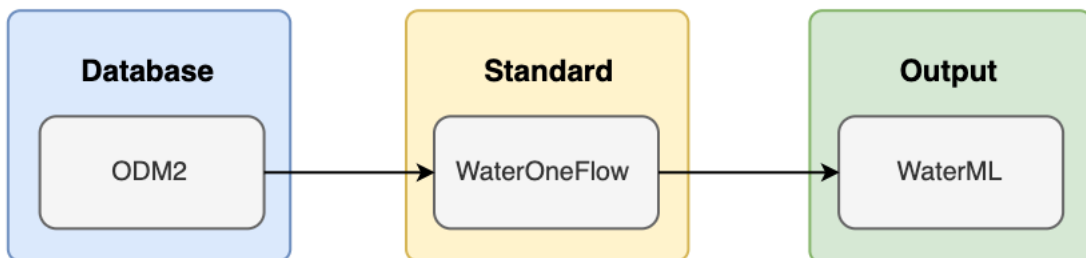 Database
Standard
Output
ODM2
WaterOneFlow
WaterML